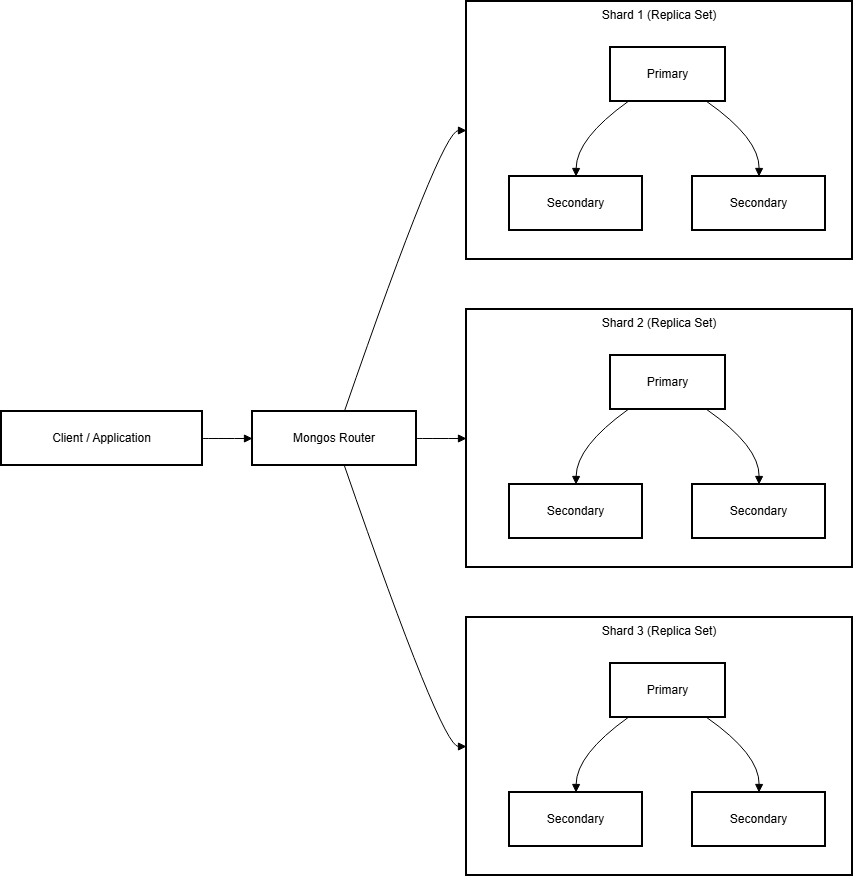 Shard 1 (Replica Set)
Primary
Secondary
Secondary
Shard 2 (Replica Set)
Primary
Client / Application
Mongos Router
Secondary
Secondary
Shard 3 (Replica Set)
Primary
Secondary
Secondary